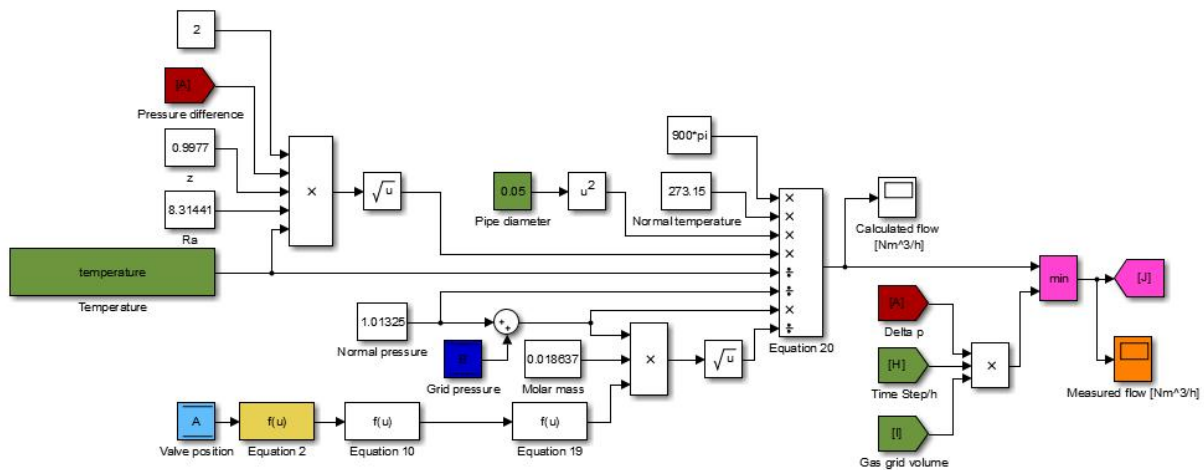 2
[A]
Pressure difference
0.9977
z
8.31441
Ra
×
√u
temperature
Temperature
0.05
Pipe diameter
u²
900*pi
273.15
Normal temperature
×
×
×
×
÷
÷
×
÷
Equation 20
Calculated flow
[Nm^3/h]
1.01325
Normal pressure
+
+
Grid pressure
0.018637
Molar mass
×
√u
A
Valve position
f(u)
Equation 2
f(u)
Equation 10
f(u)
Equation 19
[A]
Delta p
[H]
Time Step/h
[I]
Gas grid volume
×
min
[J]
Measured flow [Nm^3/h]